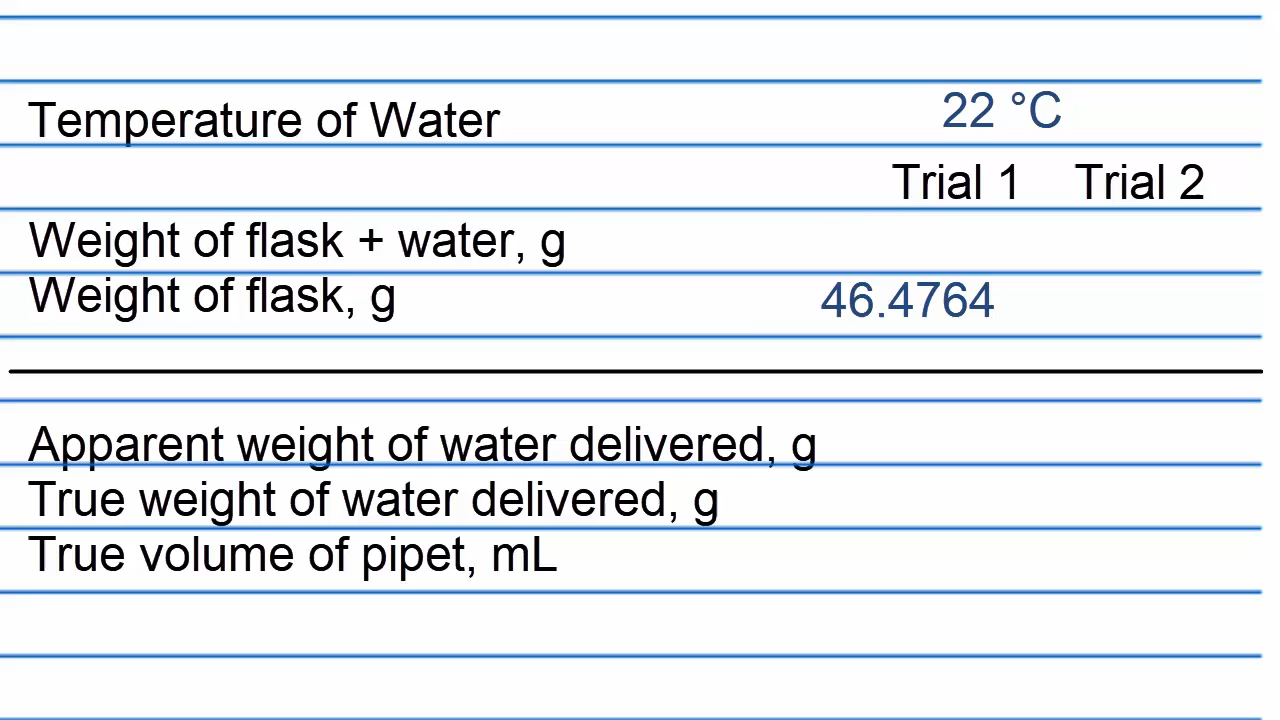 Temperature of Water 22 °C
Trial 1 Trial 2
Weight of flask + water, g
Weight of flask, g 46.4764
Apparent weight of water delivered, g
True weight of water delivered, g
True volume of pipet, mL